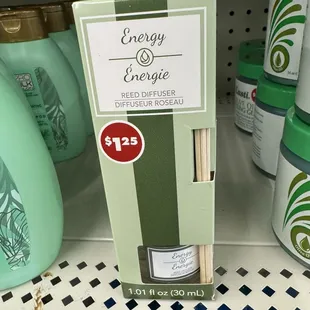 Energy
Énergie
REED DIFFUSER
DIFFUSEUR ROSEAU
$1.25
Energy
Énergie
1.01 fl oz (30 mL)